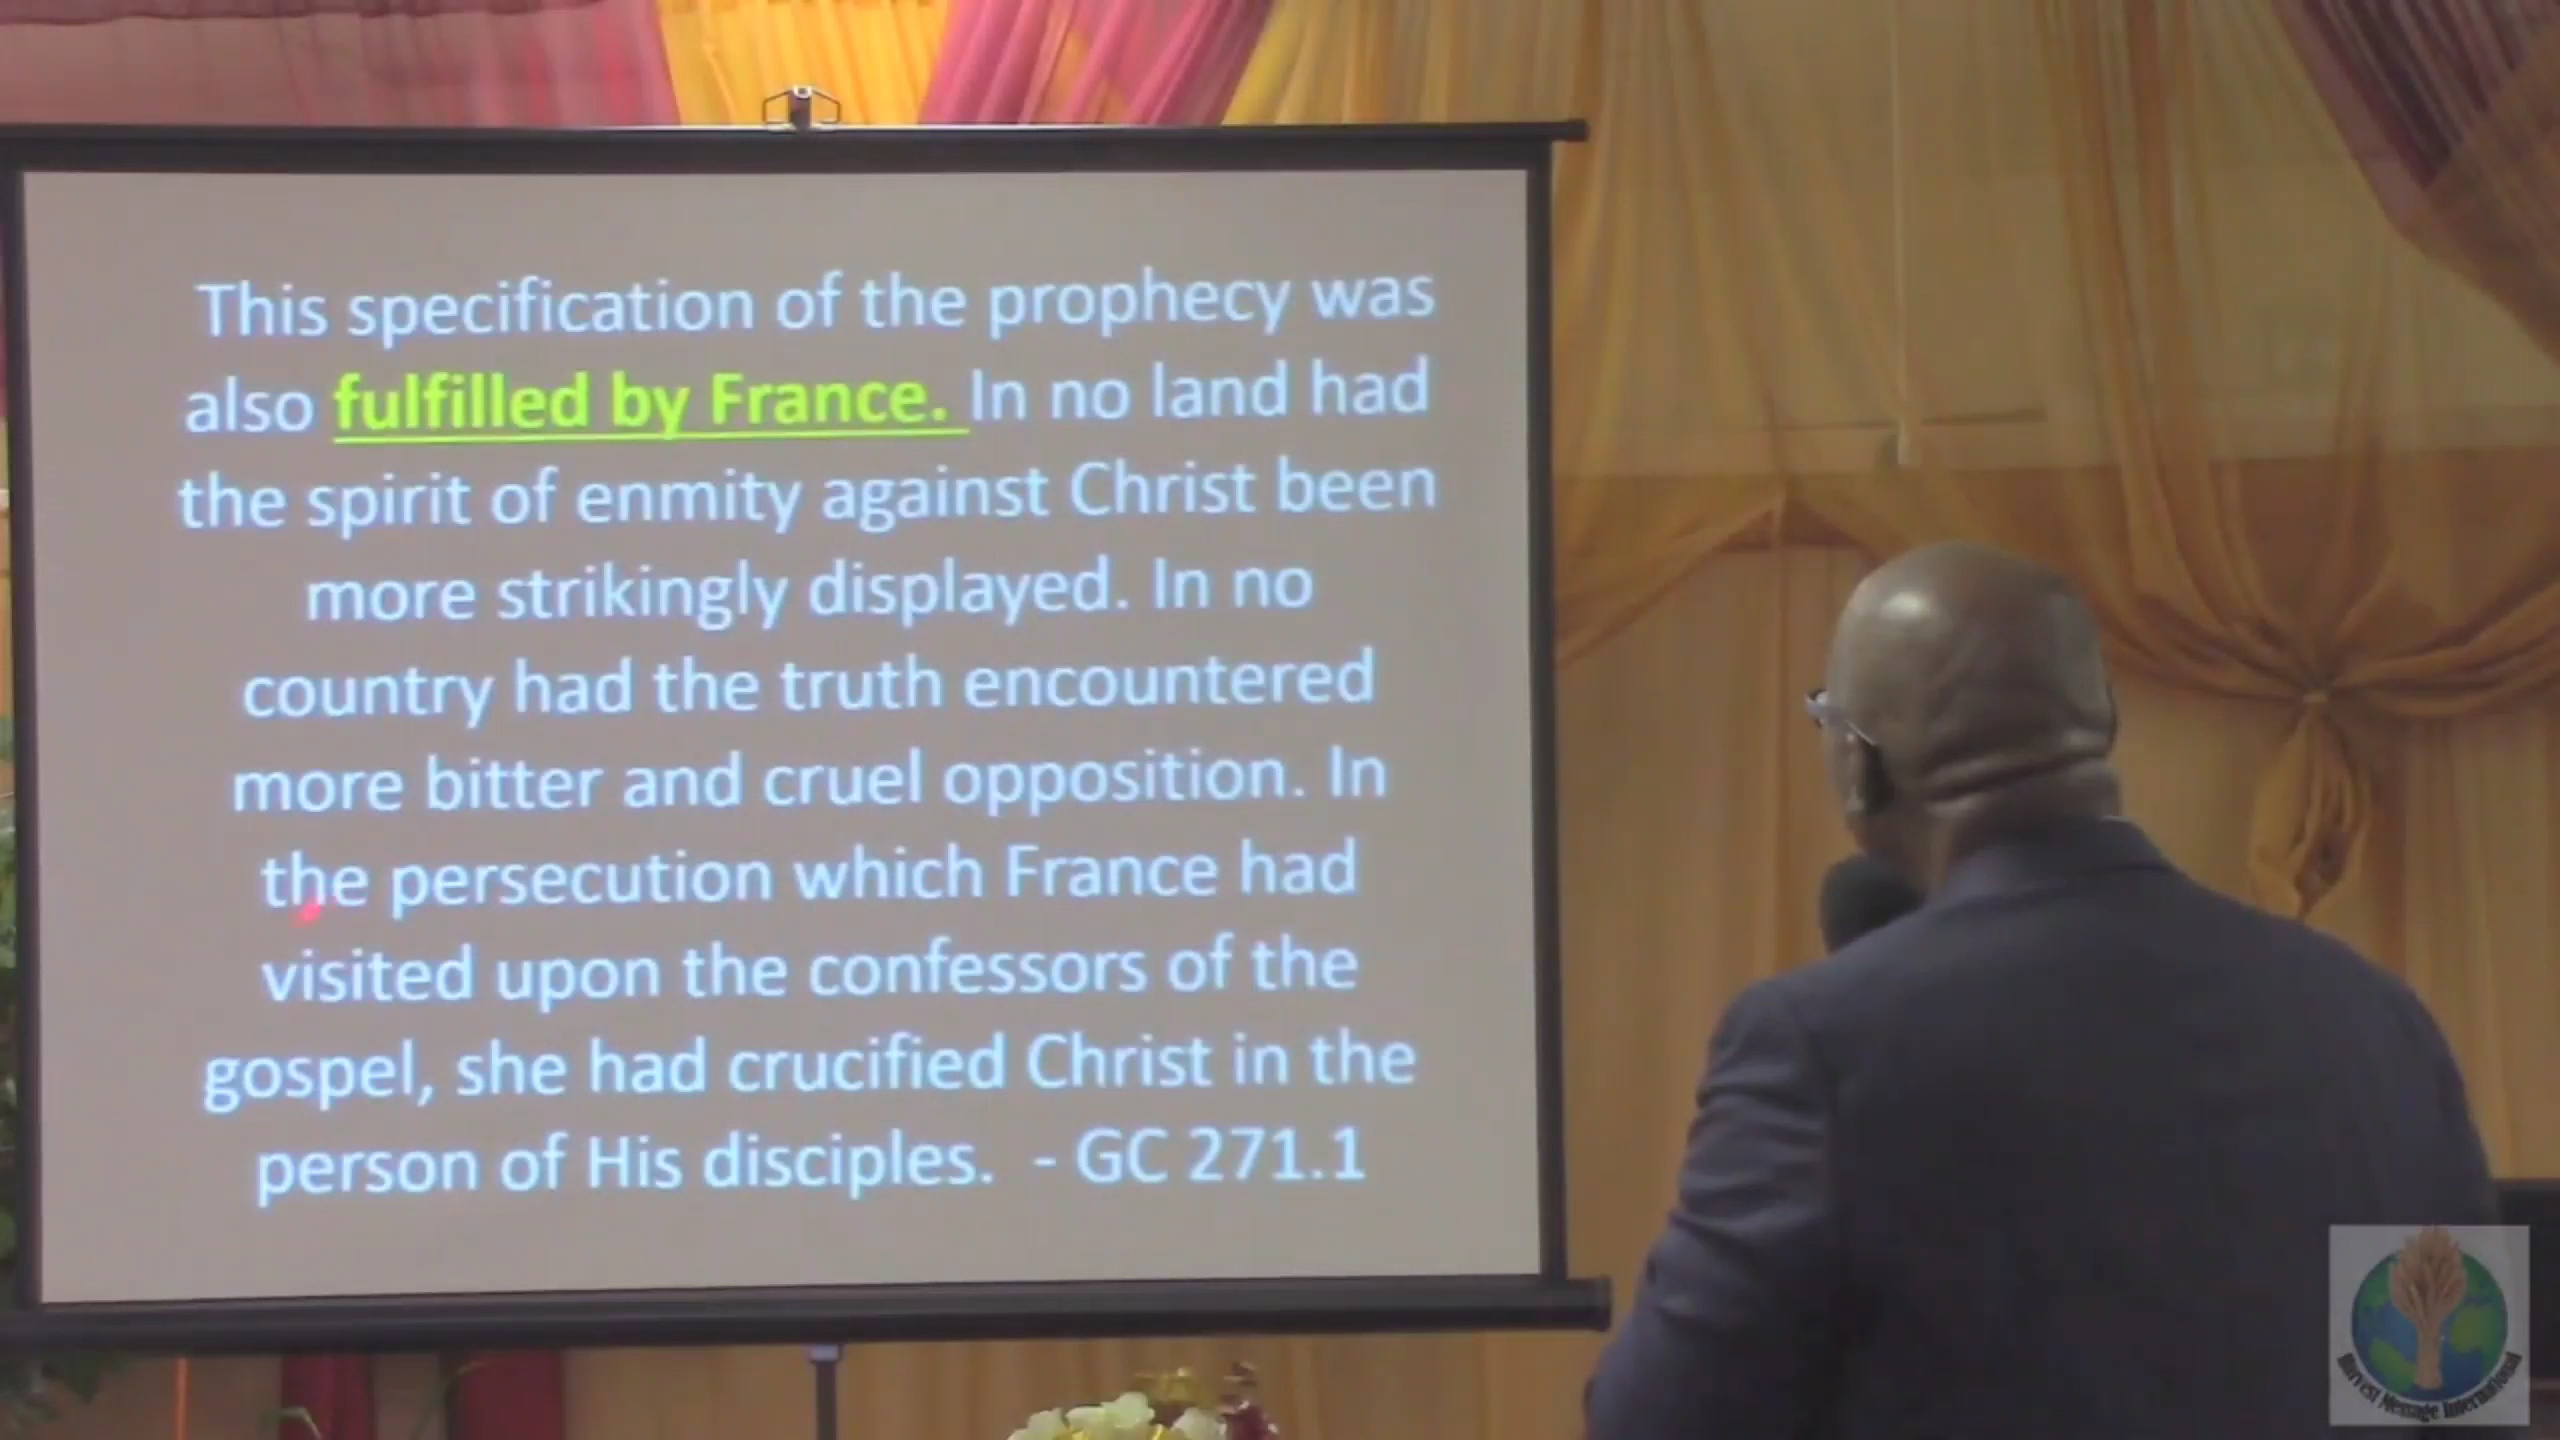 This specification of the prophecy was
also fulfilled by France. In no land had
the spirit of enmity against Christ been
more strikingly displayed. In no
country had the truth encountered
more bitter and cruel opposition. In
the persecution which France had
visited upon the confessors of the
gospel, she had crucified Christ in the
person of His disciples.  - GC 271.1
Harvest Message International